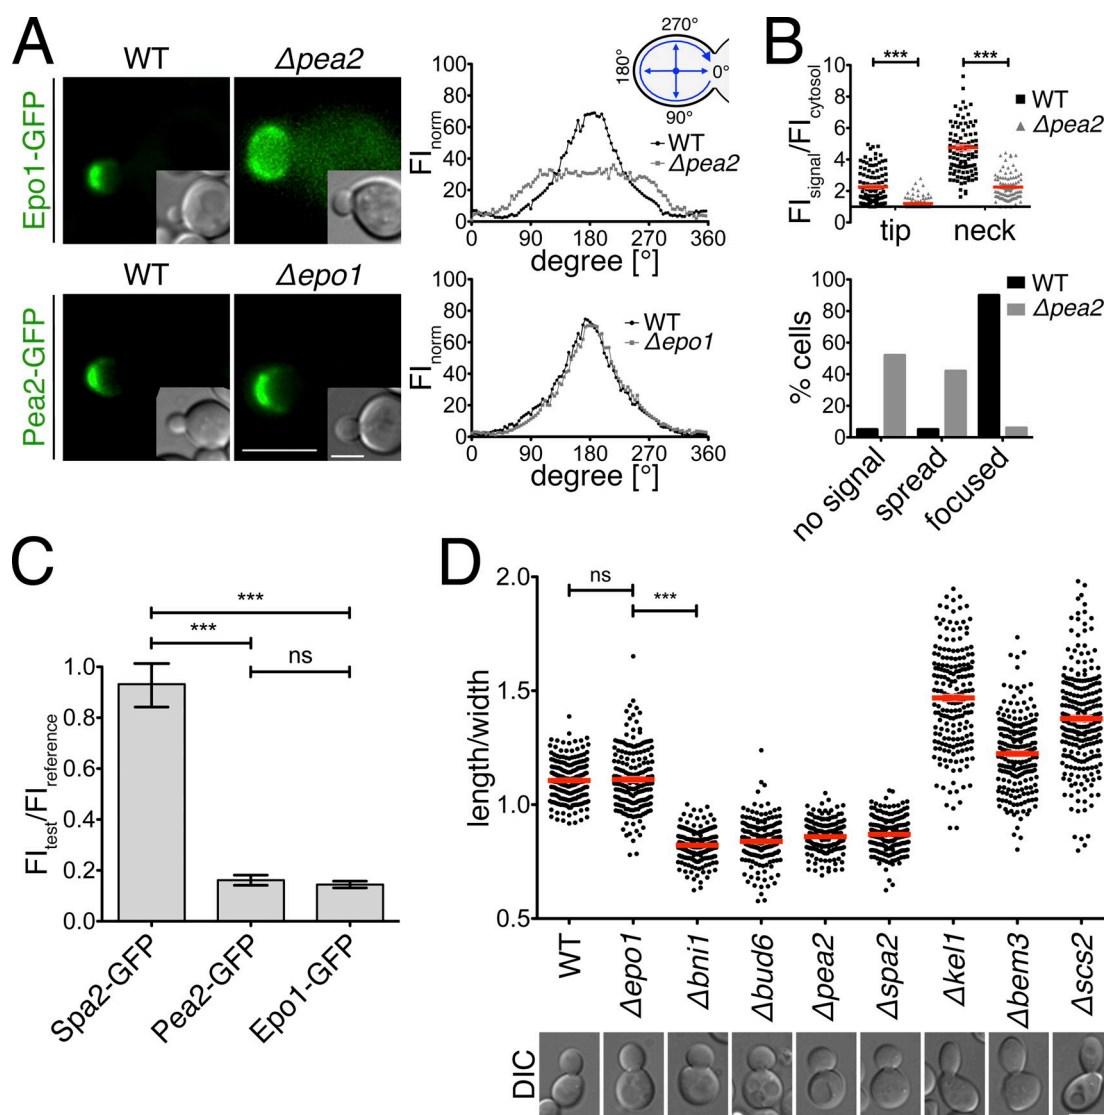 A
WT
Δpea2
Epo1-GFP
WT
Δepo1
Pea2-GFP
FInorm
100
80
60
40
20
0
0 90 180 270 360
degree [°]
WT
Δpea2
270°
180°
0°
90°
FInorm
100
80
60
40
20
0
0 90 180 270 360
degree [°]
WT
Δepo1
B
FIsignal/FIcytosol
10
8
6
4
2
0
*** ***
WT
Δpea2
tip neck
% cells
100
80
60
40
20
0
WT
Δpea2
no signal
spread
focused
C
FItest/FIreference
1.0
0.8
0.6
0.4
0.2
0.0
***
***
ns
Spa2-GFP
Pea2-GFP
Epo1-GFP
D
length/width
2.0
1.5
1.0
0.5
ns
***
WT
Δepo1
Δbni1
Δbud6
Δpea2
Δspa2
Δkel1
Δbem3
Δscs2
DIC